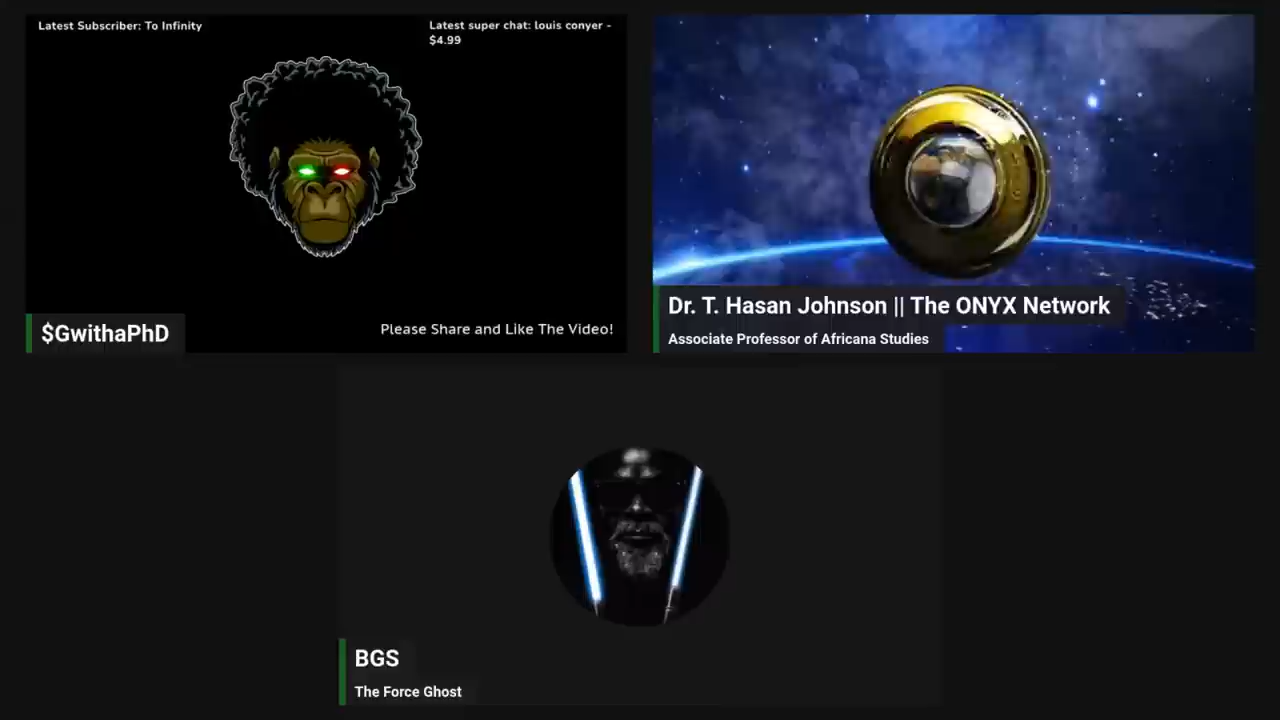 Latest Subscriber: To Infinity
Latest super chat: louis conyer -
$4.99
$GwithaPhD
Please Share and Like The Video!
Dr. T. Hasan Johnson || The ONYX Network
Associate Professor of Africana Studies
BGS
The Force Ghost